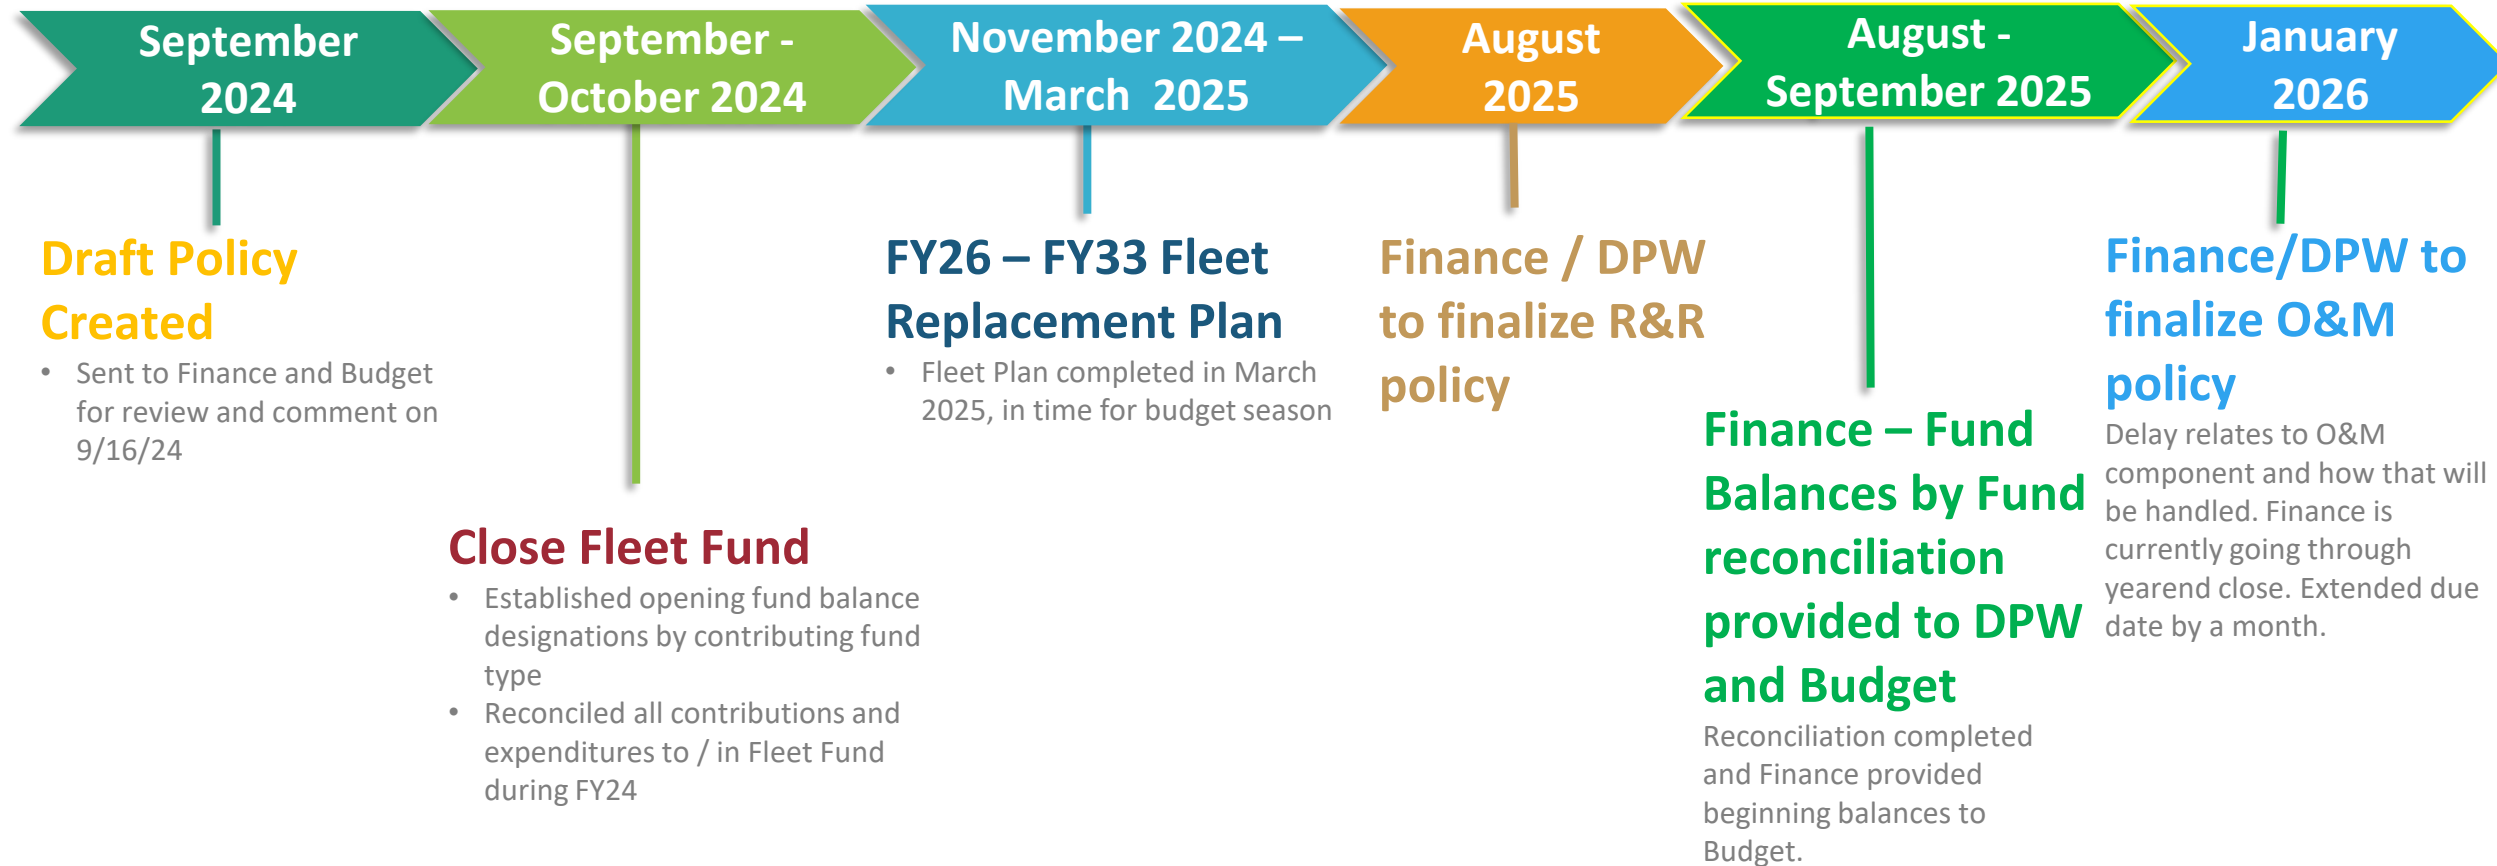 September
2024
September -
October 2024
November 2024 –
March 2025
August
2025
August -
September 2025
January
2026
Draft Policy
Created
• Sent to Finance and Budget
for review and comment on
9/16/24
Close Fleet Fund
• Established opening fund balance
designations by contributing fund
type
• Reconciled all contributions and
expenditures to / in Fleet Fund
during FY24
FY26 – FY33 Fleet
Replacement Plan
• Fleet Plan completed in March
2025, in time for budget season
Finance / DPW
to finalize R&R
policy
Finance – Fund
Balances by Fund
reconciliation
provided to DPW
and Budget
Reconciliation completed
and Finance provided
beginning balances to
Budget.
Finance/DPW to
finalize O&M
policy
Delay relates to O&M
component and how that will
be handled. Finance is
currently going through
yearend close. Extended due
date by a month.